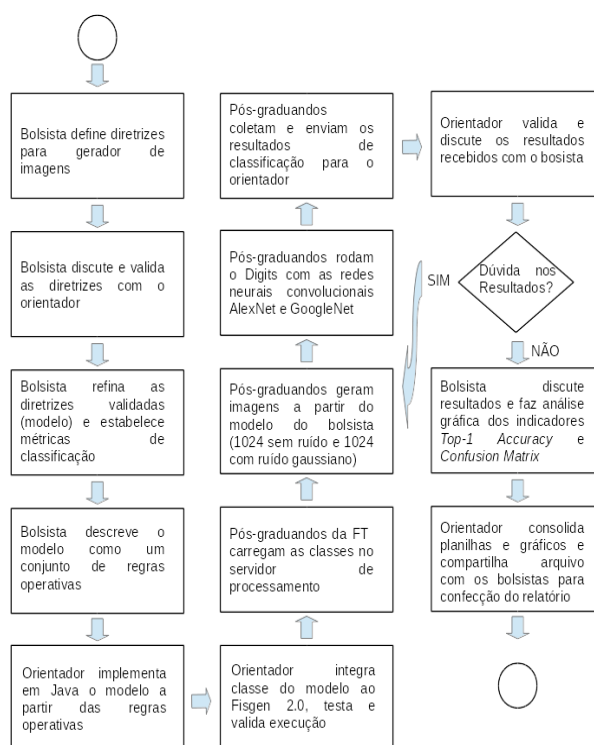 Bolsista define diretrizes
para gerador de
imagens
Bolsista discute e valida
as diretrizes com o
orientador
Bolsista refina as
diretrizes validadas
(modelo) e estabelece
métricas de
classificação
Bolsista descreve o
modelo como um
conjunto de regras
operativas
Orientador implementa
em Java o modelo a
partir das regras
operativas
Orientador integra
classe do modelo ao
Fisgen 2.0, testa e
valida execução
Pós-graduandos da FT
carregam as classes no
servidor de
processamento
Pós-graduandos geram
imagens a partir do
modelo do bolsista
(1024 sem ruído e 1024
com ruído gaussiano)
Pós-graduandos rodam
o Digits com as redes
neurais convolucionais
AlexNet e GoogleNet
Pós-graduandos
coletam e enviam os
resultados de
classificação para o
orientador
Orientador valida e
discute os resultados
recebidos com o bosista
Dúvida nos
Resultados?
SIM
NÃO
Bolsista discute
resultados e faz análise
gráfica dos indicadores
Top-1 Accuracy e
Confusion Matrix
Orientador consolida
planilhas e gráficos e
compartilha arquivo
com os bolsistas para
confecção do relatório